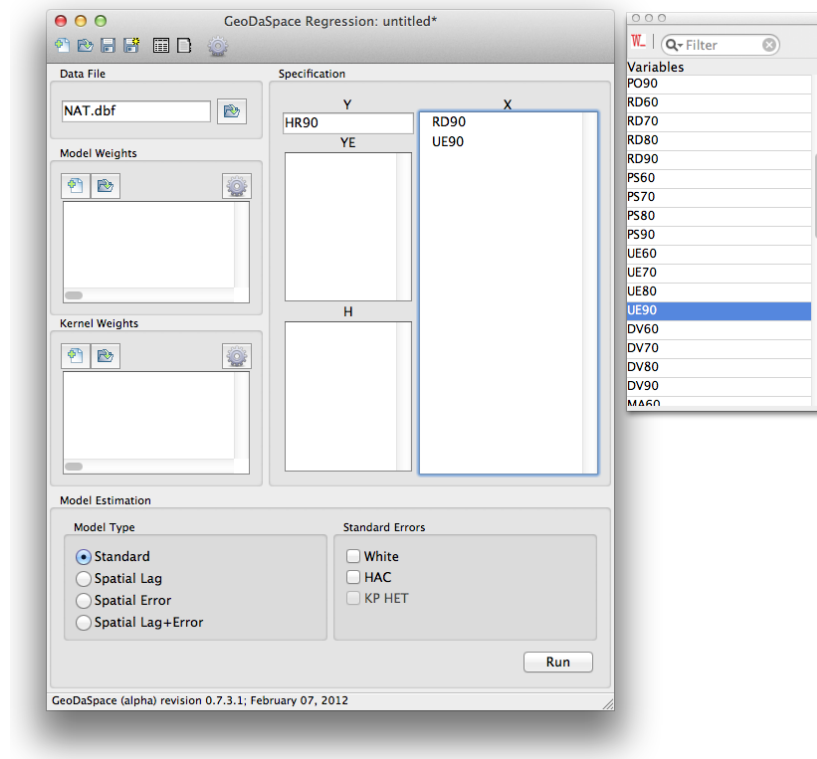 GeoDaSpace Regression: untitled*
Data File
NAT.dbf
Model Weights
Kernel Weights
Specification
Y
HR90
YE
H
X
RD90
UE90
Model Estimation
Model Type
Standard
Spatial Lag
Spatial Error
Spatial Lag+Error
Standard Errors
White
HAC
KP HET
Run
GeoDaSpace (alpha) revision 0.7.3.1; February 07, 2012
W_
Filter
Variables
PO90
RD60
RD70
RD80
RD90
PS60
PS70
PS80
PS90
UE60
UE70
UE80
UE90
DV60
DV70
DV80
DV90
MA60